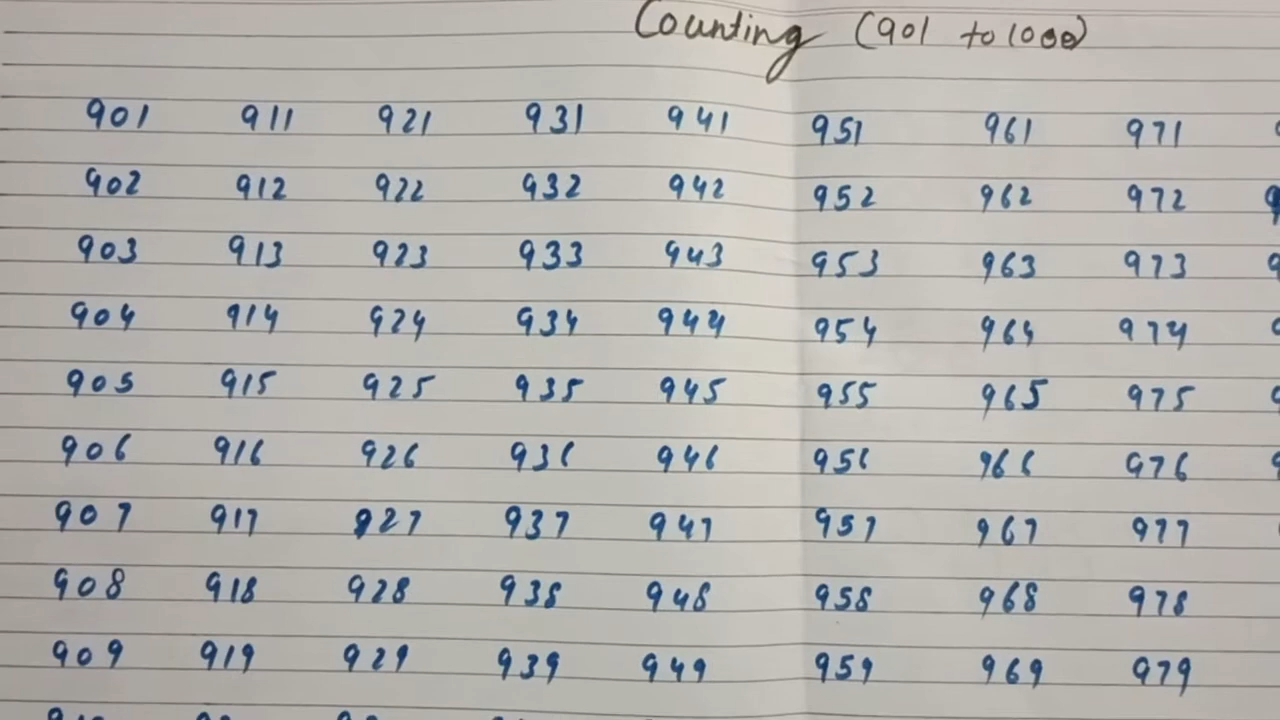 Counting (901 to 1000)
901 911 921 931 941 951 961 971
902 912 922 932 942 952 962 972
903 913 923 933 943 953 963 973
904 914 924 934 944 954 964 974
905 915 925 935 945 955 965 975
906 916 926 936 946 956 966 976
907 917 927 937 947 957 967 977
908 918 928 938 948 958 968 978
909 919 929 939 949 959 969 979